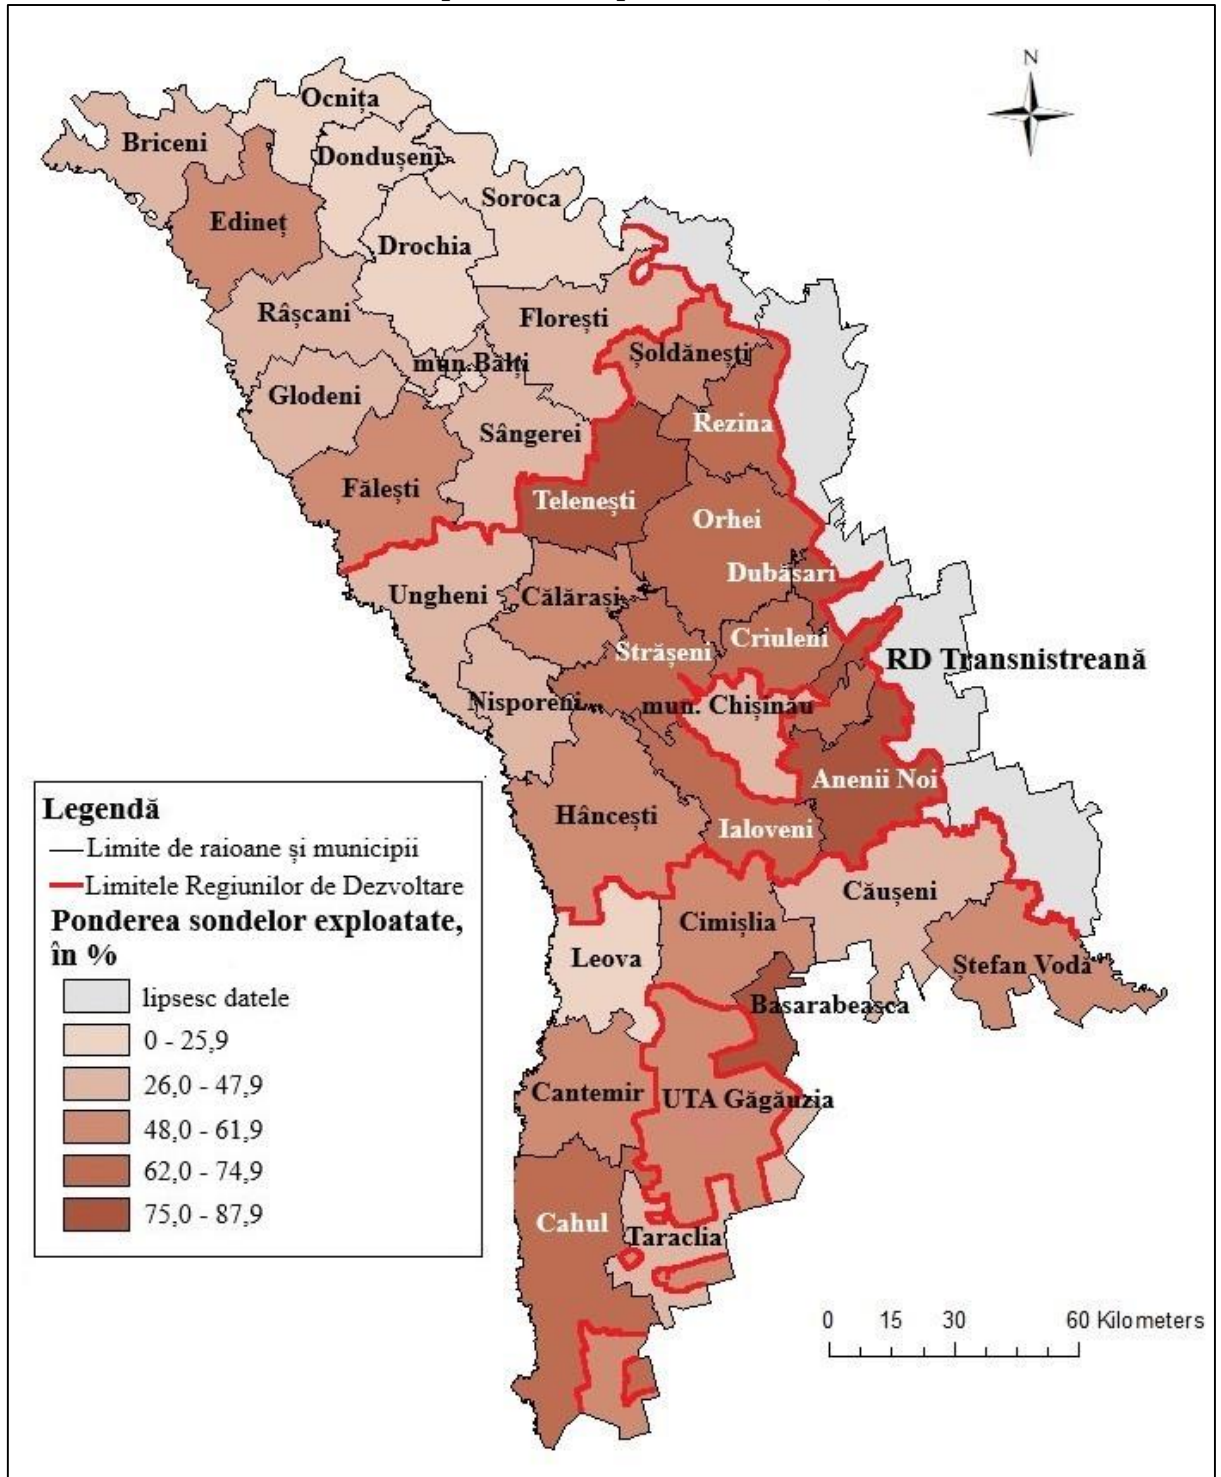 N
Ocnița
Briceni
Dondușeni
Soroca
Edineț
Drochia
Râșcani
Florești
Șoldănești
mun.Bălți
Glodeni
Rezina
Sângerei
Fălești
Telenești
Orhei
Dubăsari
Ungheni
Călărași
Criuleni
Strășeni
RD Transnistreană
Nisporeni
mun. Chișinău
Anenii Noi
Hâncești
Ialoveni
Căușeni
Cimișlia
Leova
Ștefan Vodă
Basarabeasca
Cantemir
UTA Găgăuzia
Cahul
Taraclia
Legendă
Limite de raioane și municipii
Limitele Regiunilor de Dezvoltare
Ponderea sondelor exploatate,
în %
lipsesc datele
0 - 25,9
26,0 - 47,9
48,0 - 61,9
62,0 - 74,9
75,0 - 87,9
0 15 30 60 Kilometers